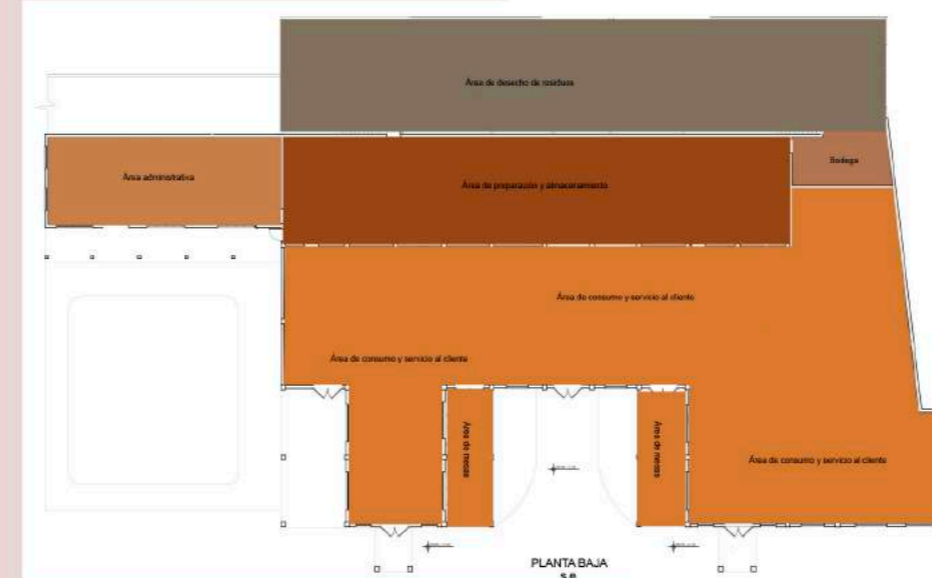 Área de desecho de residuos
Bodega
Área administrativa
Área de preparación y almacenamiento
Área de consumo y servicio al cliente
Área de consumo y servicio al cliente
Área de mesas
Área de mesas
Área de consumo y servicio al cliente
PLANTA BAJA
s.e